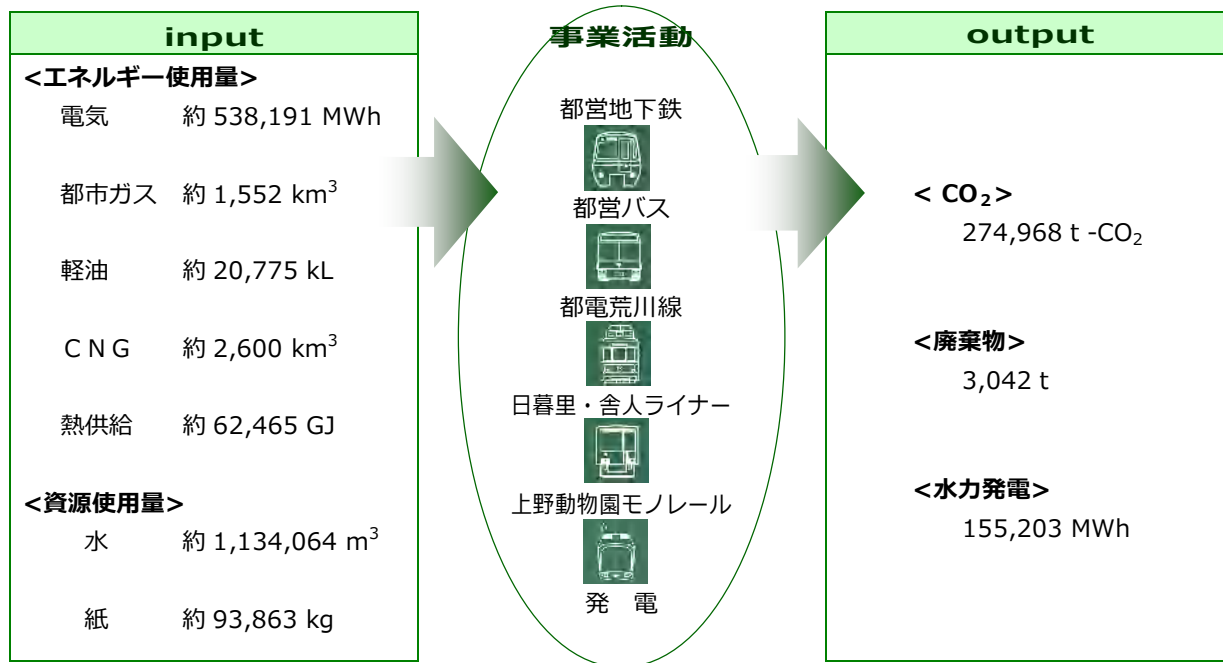 input
<エネルギー使用量>
電気 約 538,191 MWh
都市ガス 約 1,552 km³
軽油 約 20,775 kL
ＣＮＧ 約 2,600 km³
熱供給 約 62,465 GJ
<資源使用量>
水 約 1,134,064 m³
紙 約 93,863 kg
事業活動
都営地下鉄
都営バス
都電荒川線
日暮里・舎人ライナー
上野動物園モノレール
発　電
output
< CO₂>
274,968 t -CO₂
<廃棄物>
3,042 t
<水力発電>
155,203 MWh